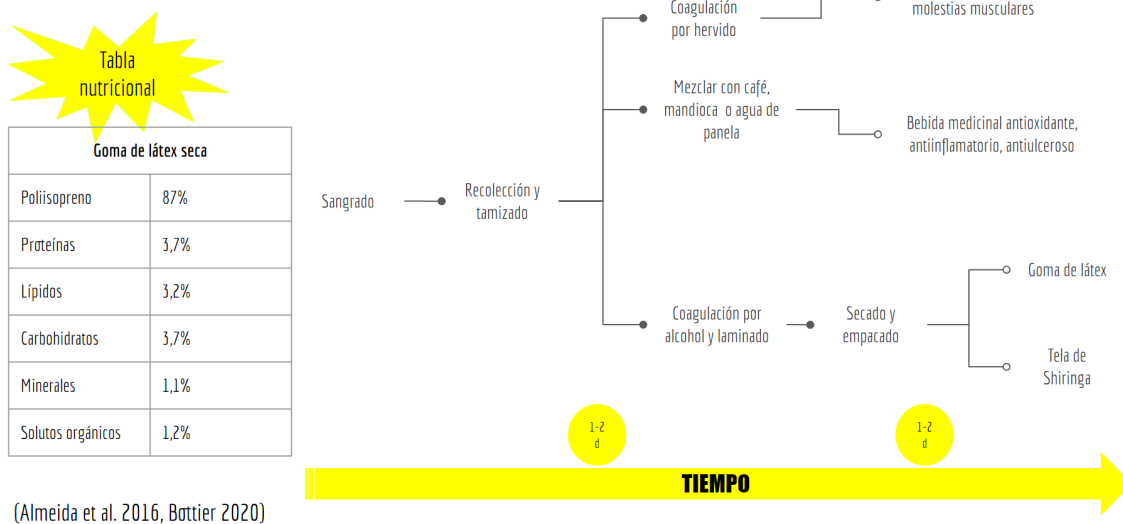 Tabla
nutricional
Goma de látex seca
Poliisopreno 87%
Proteínas 3,7%
Lípidos 3,2%
Carbohidratos 3,7%
Minerales 1,1%
Solutos orgánicos 1,2%
(Almeida et al. 2016, Bottier 2020)
Sangrado
Recolección y
tamizado
Coagulación
por hervido
molestias musculares
Mezclar con café,
mandioca o agua de
panela
Bebida medicinal antioxidante,
antiinflamatorio, antiulceroso
Coagulación por
alcohol y laminado
Secado y
empacado
Goma de látex
Tela de
Shiringa
1-2
d
1-2
d
TIEMPO